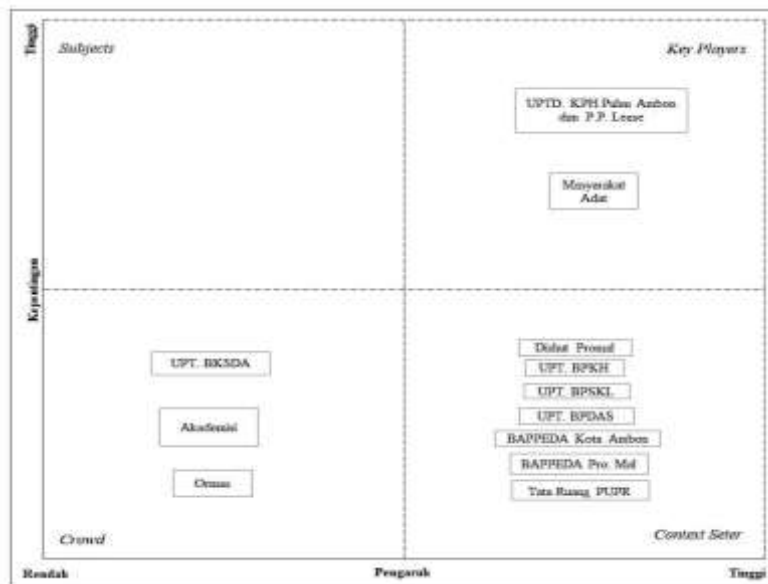 Tinggi
Subjects
Key Players
UPTD. KPH Pulau Ambon
dan P.P. Lease
Masyarakat
Adat
Kepentingan
Dishut Promal
UPT. BKSDA
UPT. BPKH
UPT. BPSKL
Akademisi
UPT. BPDAS
BAPPEDA Kota Ambon
BAPPEDA Pro. Mal
Ormas
Tata Ruang PUPR
Crowd
Context Seter
Rendah
Pengaruh
Tinggi